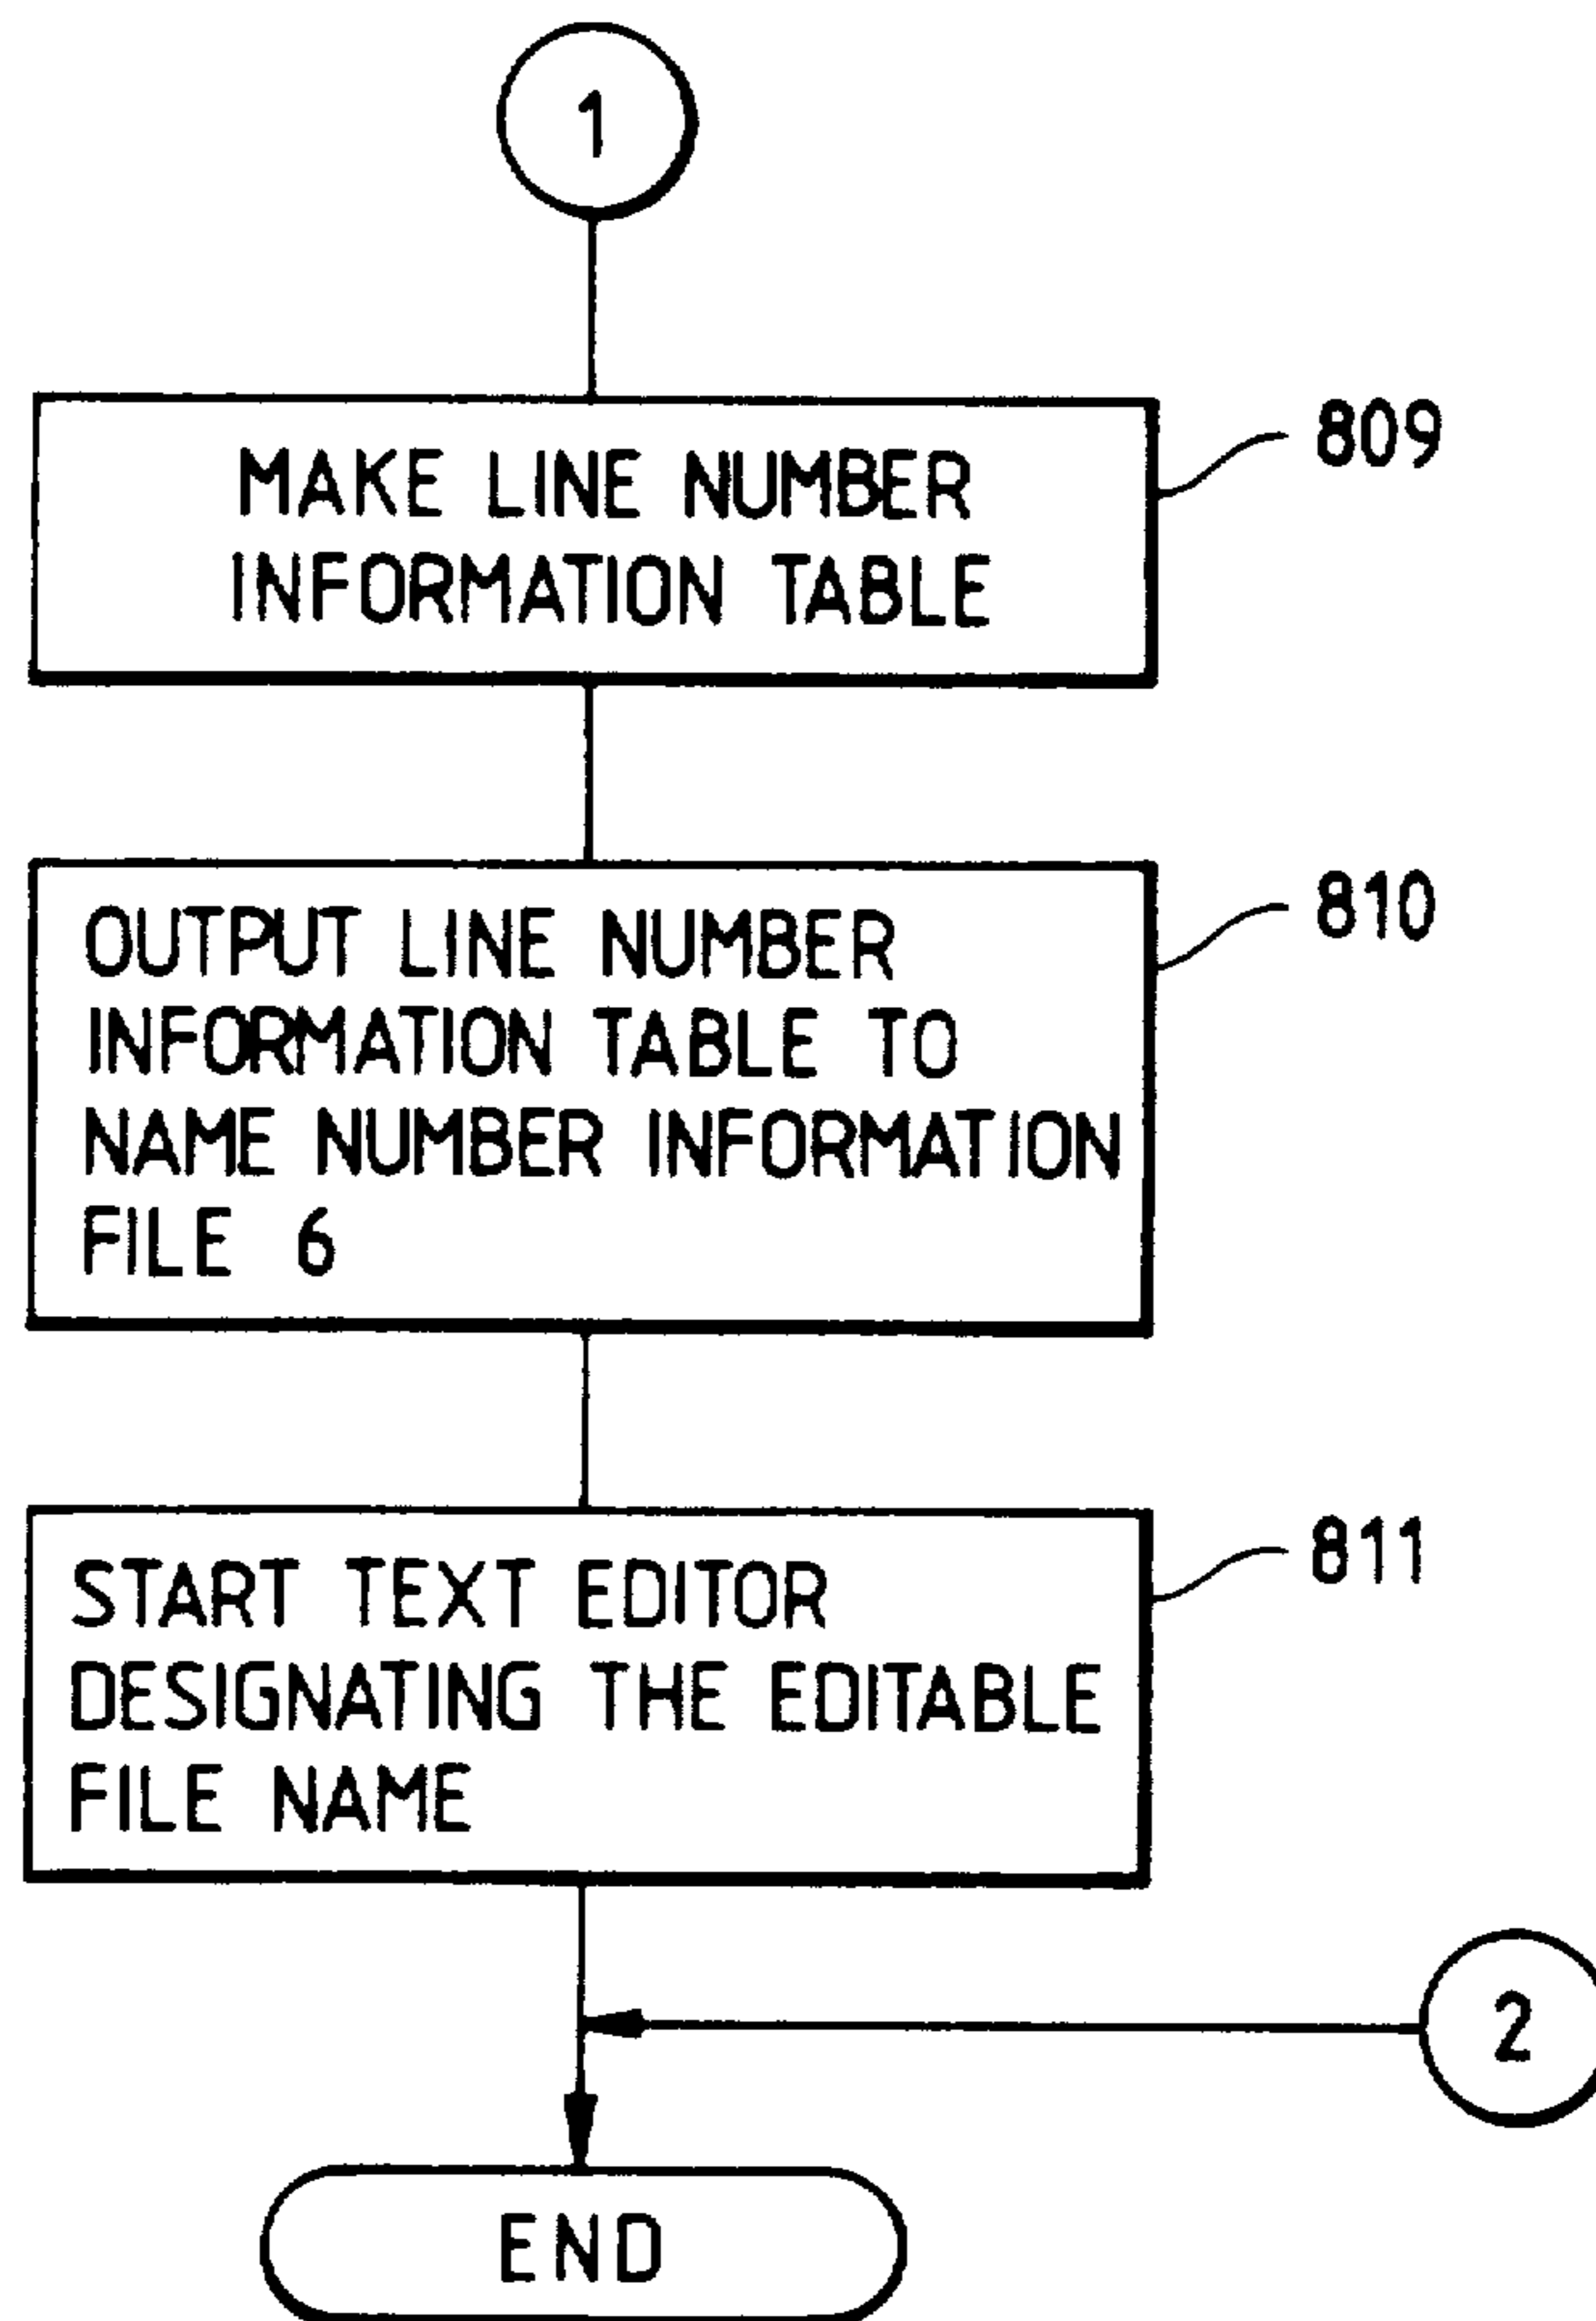 1
MAKE LINE NUMBER
INFORMATION TABLE
809
OUTPUT LINE NUMBER
INFORMATION TABLE TO
NAME NUMBER INFORMATION
FILE 6
810
START TEXT EDITOR
DESIGNATING THE EDITABLE
FILE NAME
811
2
END